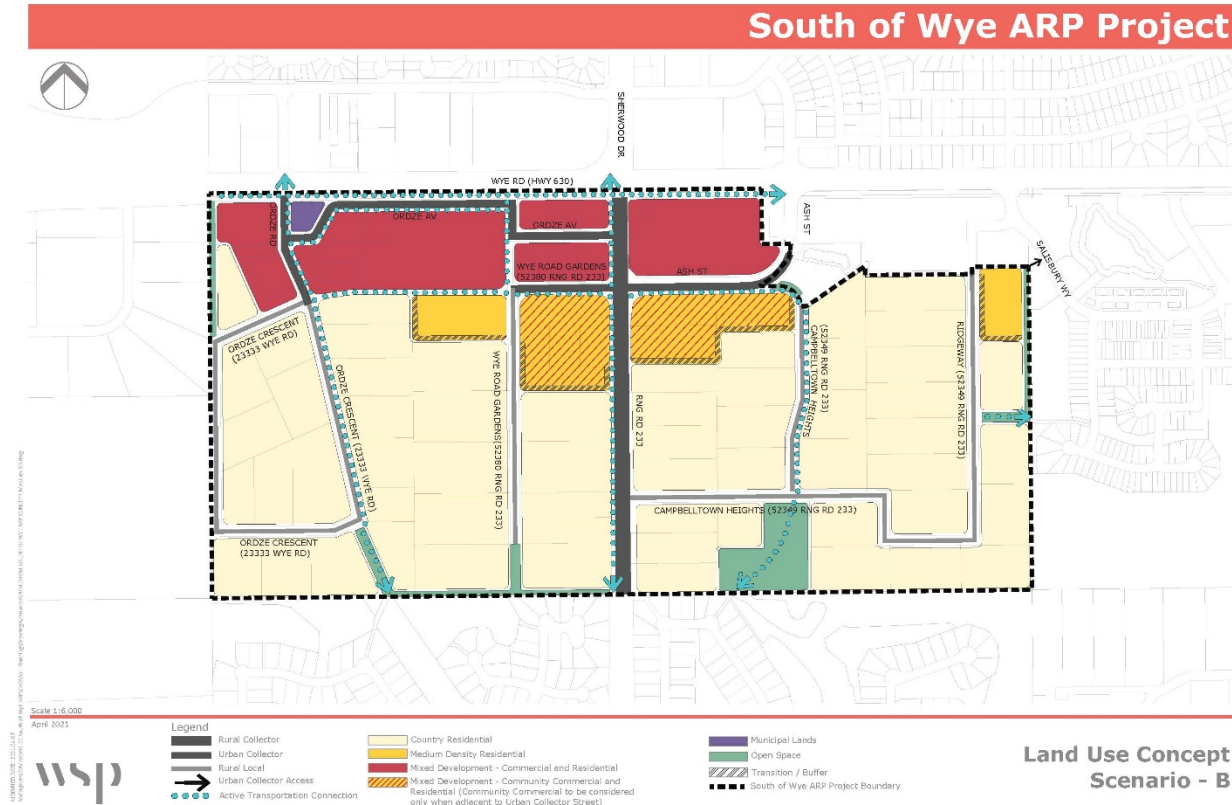 South of Wye ARP Project
SHERWOOD DR
WYE RD (HWY 630)
ORDZE RD
ORDZE AV
ORDZE AV
ASH ST
SALISBURY WY
WYE ROAD GARDENS
(52380 RNG RD 233)
ASH ST
ORDZE CRESCENT
(23333 WYE RD)
ORDZE CRESCENT (23333 WYE RD)
WYE ROAD GARDENS(52380 RNG RD 233)
RNG RD 233
(52349 RNG RD 233)
CAMPBELLTOWN HEIGHTS
RIDGEWAY (52349 RNG RD 233)
CAMPBELLTOWN HEIGHTS (52349 RNG RD 233)
ORDZE CRESCENT
(23333 WYE RD)
Scale 1:6,000
April 2021
wsp
Legend
Rural Collector
Urban Collector
Rural Local
Urban Collector Access
Active Transportation Connection
Country Residential
Medium Density Residential
Mixed Development - Commercial and Residential
Mixed Development - Community Commercial and
Residential (Community Commercial to be considered
only when adjacent to Urban Collector Street)
Municipal Lands
Open Space
Transition / Buffer
South of Wye ARP Project Boundary
Land Use Concept
Scenario - B